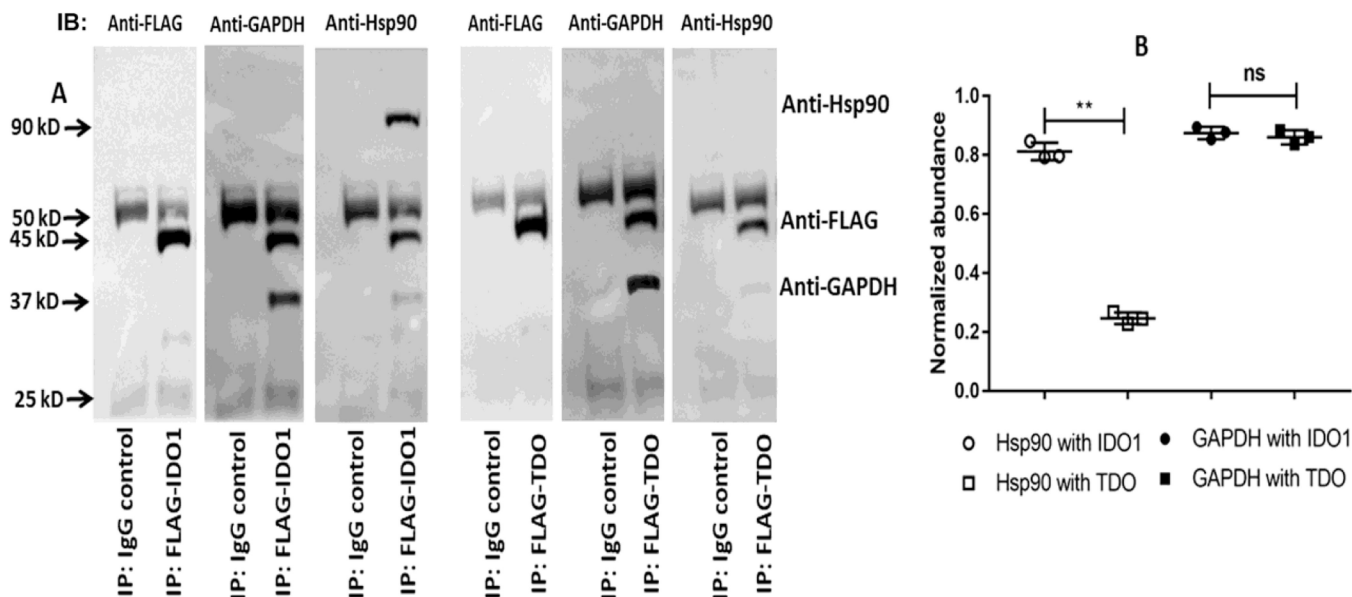 IB: Anti-FLAG Anti-GAPDH Anti-Hsp90 Anti-FLAG Anti-GAPDH Anti-Hsp90
A
90 kD
50 kD
45 kD
37 kD
25 kD
Anti-Hsp90
Anti-FLAG
Anti-GAPDH
IP: IgG control
IP: FLAG-IDO1
IP: IgG control
IP: FLAG-IDO1
IP: IgG control
IP: FLAG-IDO1
IP: IgG control
IP: FLAG-TDO
IP: IgG control
IP: FLAG-TDO
IP: IgG control
IP: FLAG-TDO
B
** ns
Normalized abundance
1.0
0.8
0.6
0.4
0.2
0.0
Hsp90 with IDO1 GAPDH with IDO1
Hsp90 with TDO GAPDH with TDO